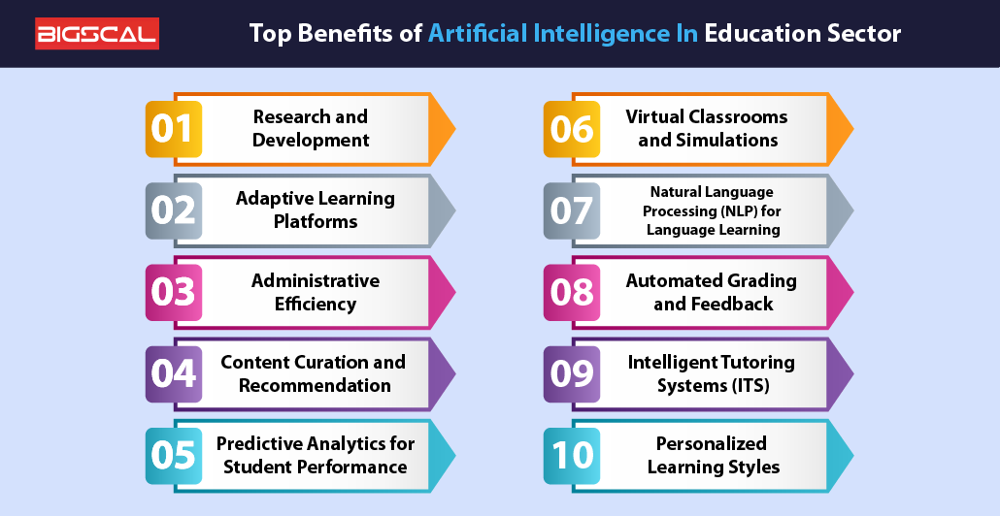 BIGSCAL
Top Benefits of Artificial Intelligence In Education Sector
01
Research and
Development
02
Adaptive Learning
Platforms
03
Administrative
Efficiency
04
Content Curation and
Recommendation
05
Predictive Analytics for
Student Performance
06
Virtual Classrooms
and Simulations
07
Natural Language
Processing (NLP) for
Language Learning
08
Automated Grading
and Feedback
09
Intelligent Tutoring
Systems (ITS)
10
Personalized
Learning Styles